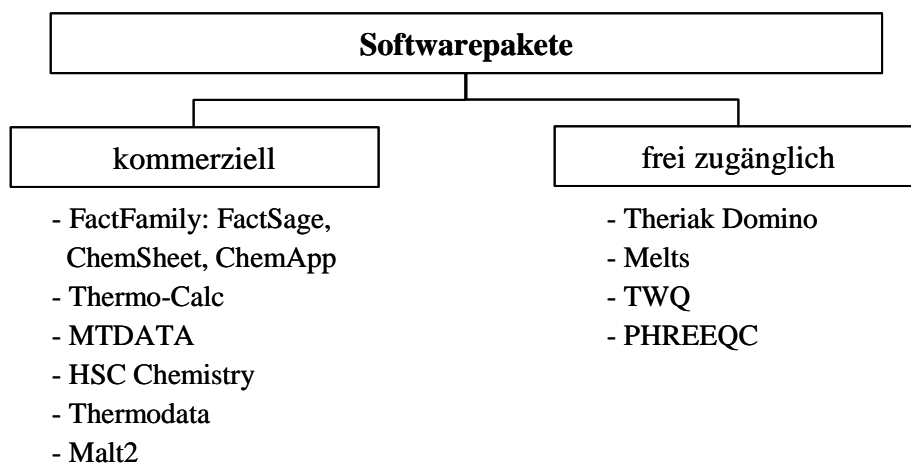 Softwarepakete
kommerziell
- FactFamily: FactSage,
ChemSheet, ChemApp
- Thermo-Calc
- MTDATA
- HSC Chemistry
- Thermodata
- Malt2
frei zugänglich
- Theriak Domino
- Melts
- TWQ
- PHREEQC